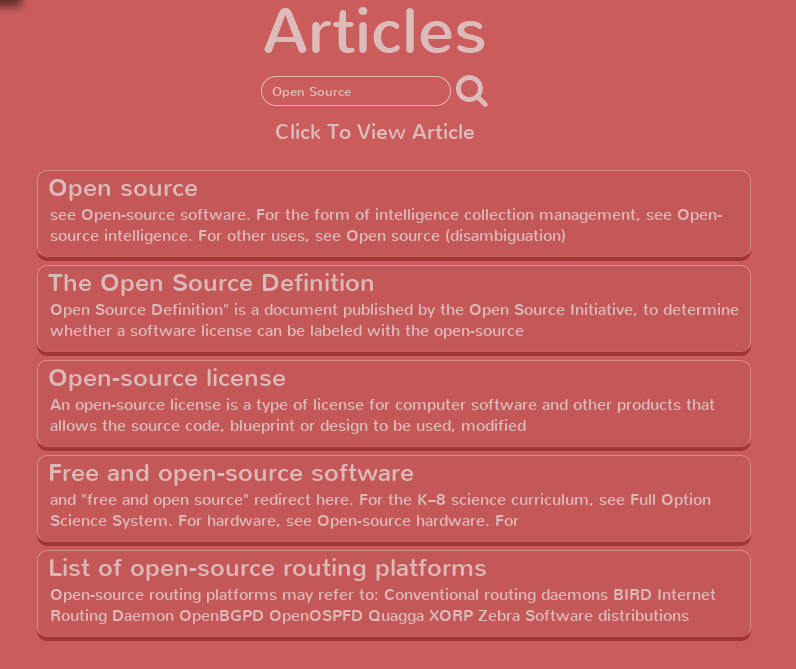 Articles
Open Source
Click To View Article
Open source
see Open-source software. For the form of intelligence collection management, see Open-
source intelligence. For other uses, see Open source (disambiguation)
The Open Source Definition
Open Source Definition" is a document published by the Open Source Initiative, to determine
whether a software license can be labeled with the open-source
Open-source license
An open-source license is a type of license for computer software and other products that
allows the source code, blueprint or design to be used, modified
Free and open-source software
and "free and open source" redirect here. For the K–8 science curriculum, see Full Option
Science System. For hardware, see Open-source hardware. For
List of open-source routing platforms
Open-source routing platforms may refer to: Conventional routing daemons BIRD Internet
Routing Daemon OpenBGPD OpenOSPFD Quagga XORP Zebra Software distributions